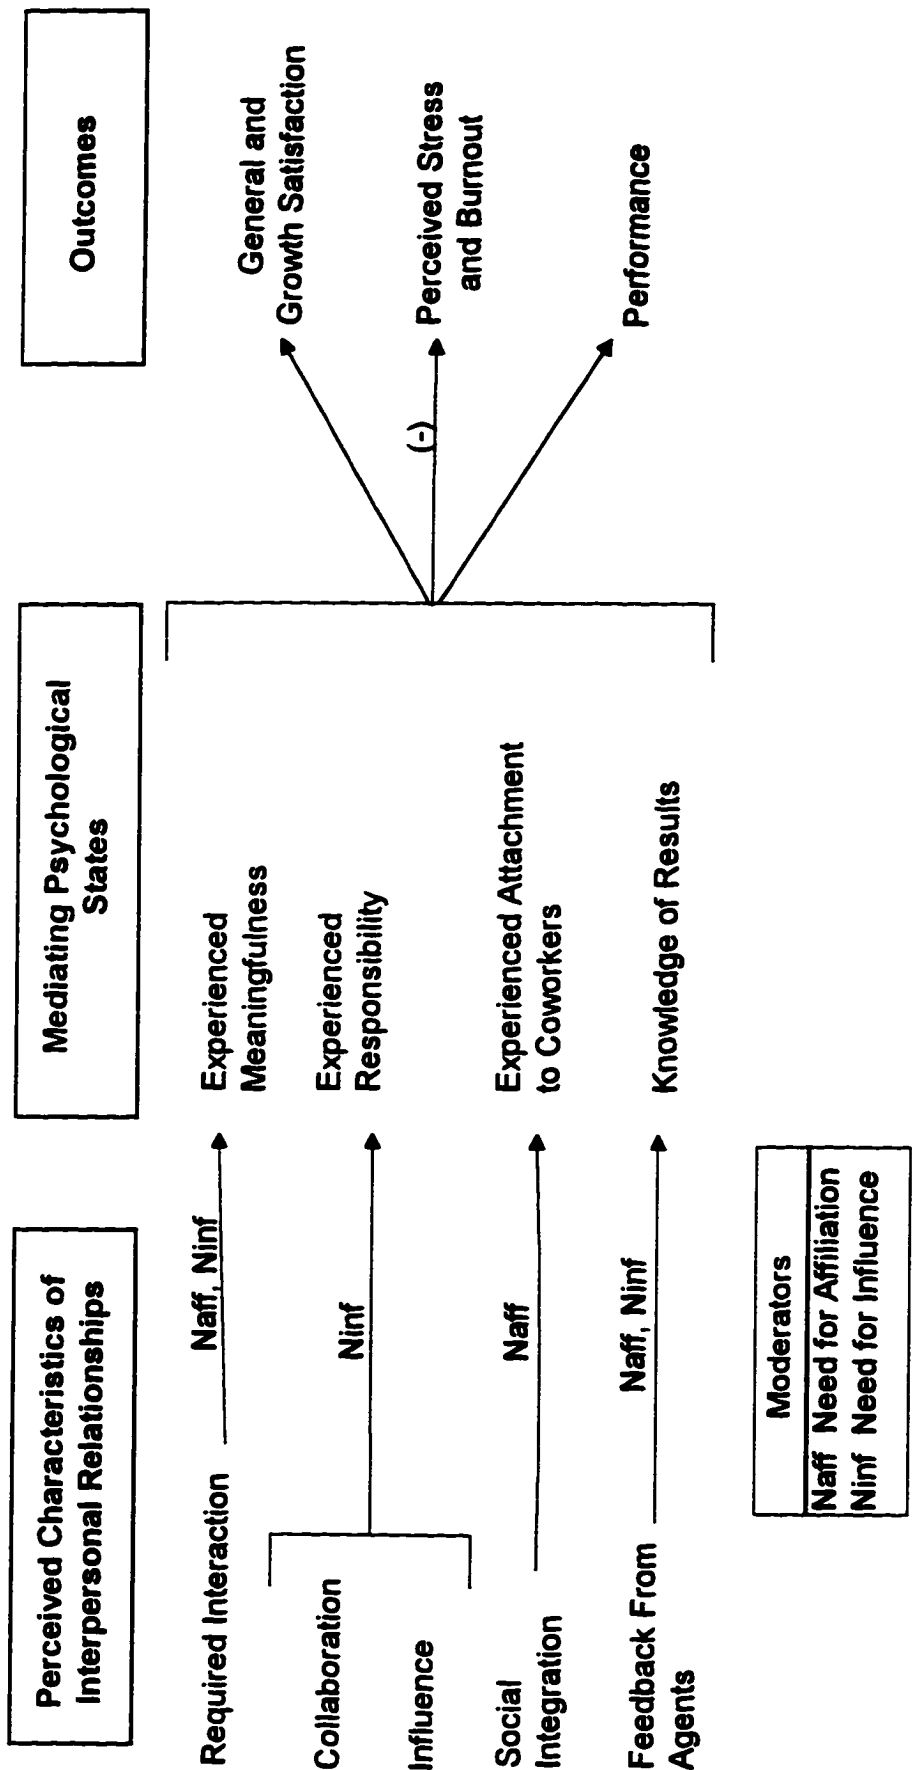 Perceived Characteristics of
Interpersonal Relationships
Mediating Psychological
States
Outcomes
Required Interaction
Naff, Ninf
Experienced
Meaningfulness
General and
Growth Satisfaction
Collaboration
Influence
Ninf
Experienced
Responsibility
(-)
Perceived Stress
and Burnout
Social
Integration
Naff
Experienced Attachment
to Coworkers
Feedback From
Agents
Naff, Ninf
Knowledge of Results
Performance
Moderators
Naff Need for Affiliation
Ninf Need for Influence